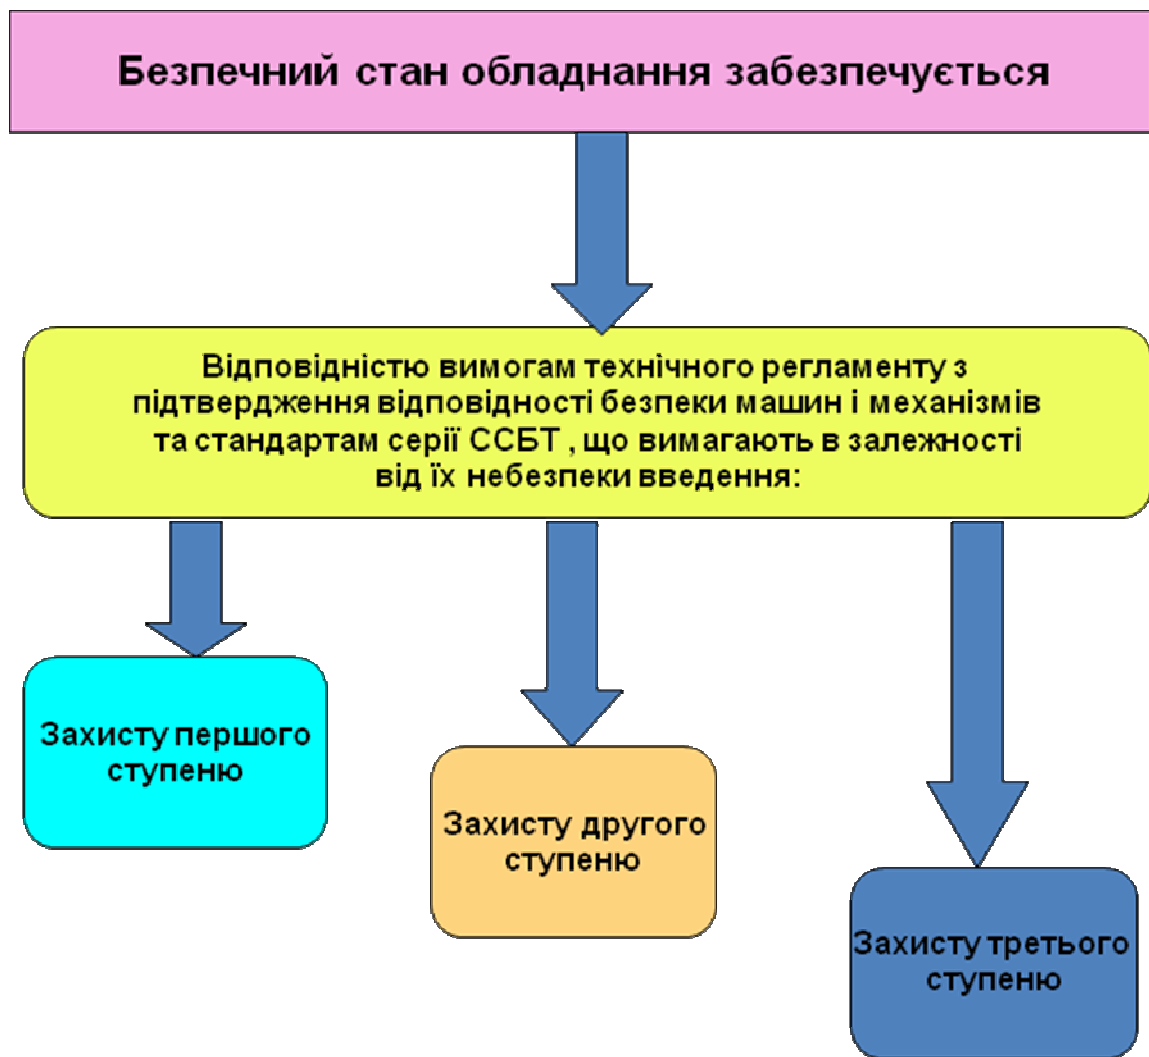 Безпечний стан обладнання забезпечується
Відповідністю вимогам технічного регламенту з
підтвердження відповідності безпеки машин і механізмів
та стандартам серії ССБТ , що вимагають в залежності
від їх небезпеки введення:
Захисту першого
ступеню
Захисту другого
ступеню
Захисту третього
ступеню